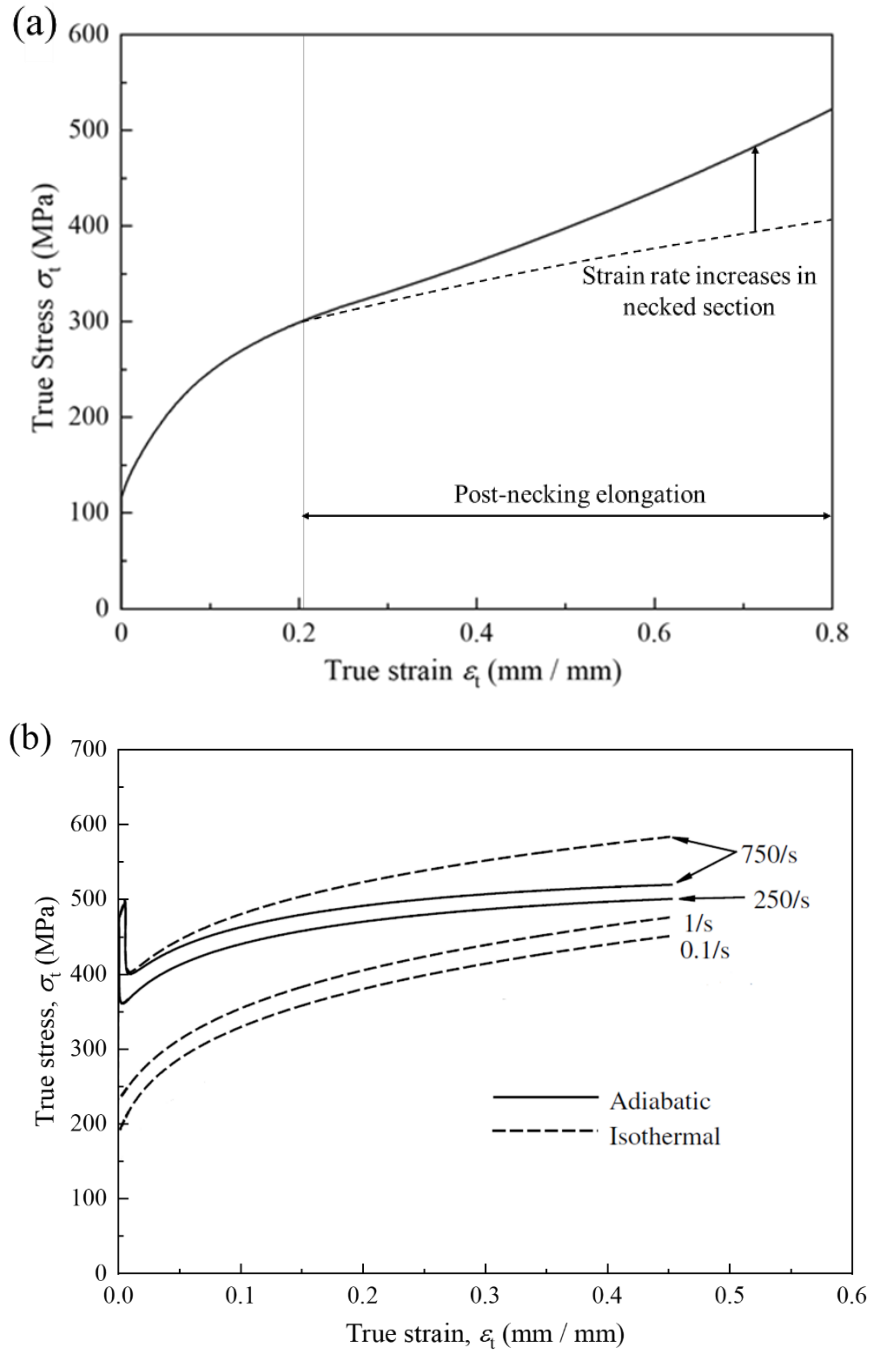 (a)
600
500
400
300
200
100
0
True Stress σt (MPa)
Strain rate increases in
necked section
Post-necking elongation
0 0.2 0.4 0.6 0.8
True strain εt (mm / mm)
(b)
700
600
500
400
300
200
100
0
True stress, σt (MPa)
750/s
250/s
1/s
0.1/s
Adiabatic
Isothermal
0.0 0.1 0.2 0.3 0.4 0.5 0.6
True strain, εt (mm / mm)